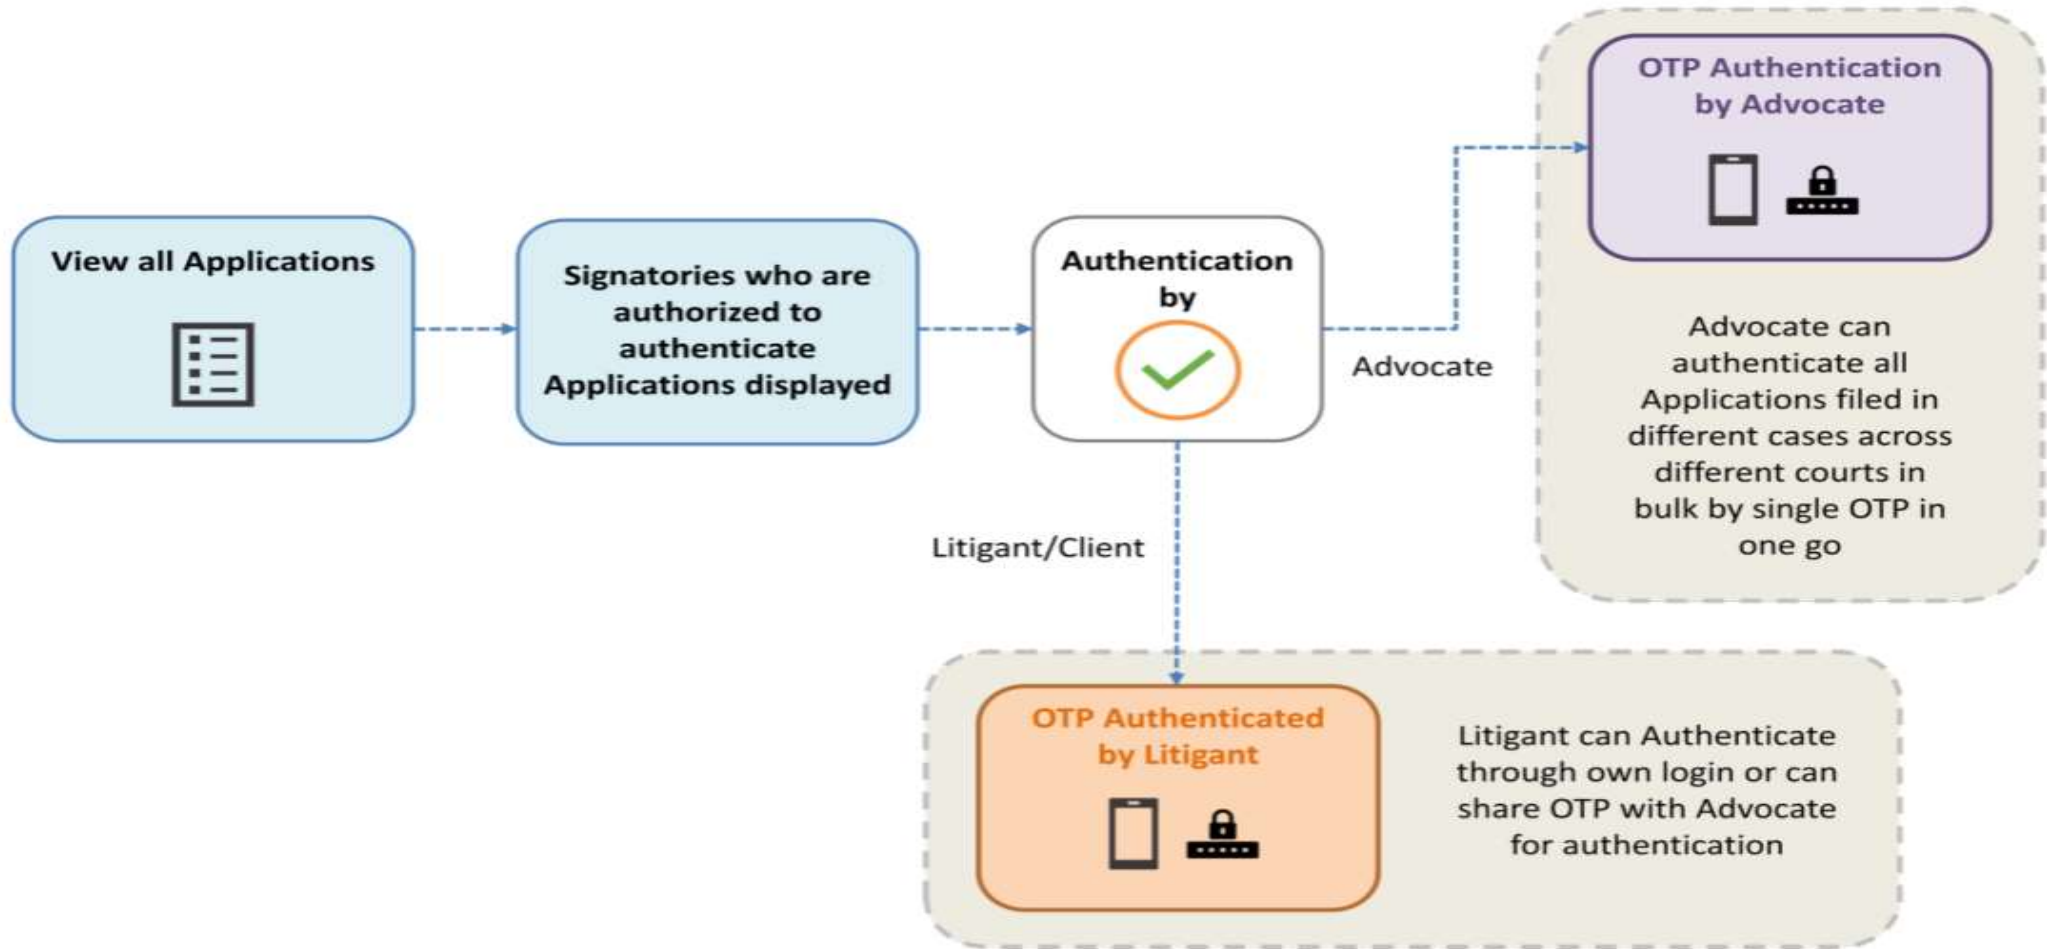 View all Applications
Signatories who are
authorized to
authenticate
Applications displayed
Authentication
by
Advocate
Litigant/Client
OTP Authentication
by Advocate
Advocate can
authenticate all
Applications filed in
different cases across
different courts in
bulk by single OTP in
one go
OTP Authenticated
by Litigant
Litigant can Authenticate
through own login or can
share OTP with Advocate
for authentication